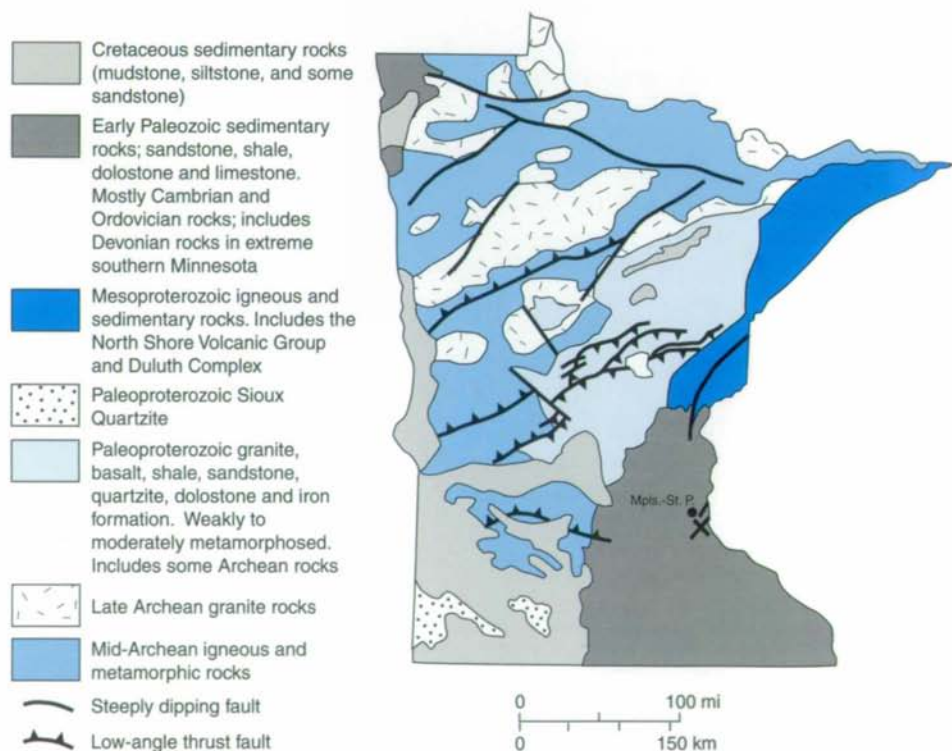 Cretaceous sedimentary rocks
(mudstone, siltstone, and some
sandstone)
Early Paleozoic sedimentary
rocks; sandstone, shale,
dolostone and limestone.
Mostly Cambrian and
Ordovician rocks; includes
Devonian rocks in extreme
southern Minnesota
Mesoproterozoic igneous and
sedimentary rocks. Includes the
North Shore Volcanic Group
and Duluth Complex
Paleoproterozoic Sioux
Quartzite
Paleoproterozoic granite,
basalt, shale, sandstone,
quartzite, dolostone and iron
formation. Weakly to
moderately metamorphosed.
Includes some Archean rocks
Late Archean granite rocks
Mid-Archean igneous and
metamorphic rocks
Steeply dipping fault
Low-angle thrust fault
Mpls.-St. P.
0 100 mi
0 150 km